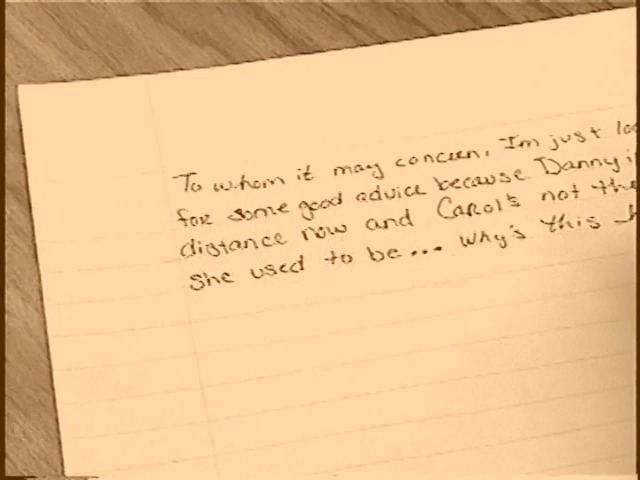 To whom it may concern, Im just
for some good advice because Danny
distance now and Carol's not the
She used to be... Why's this